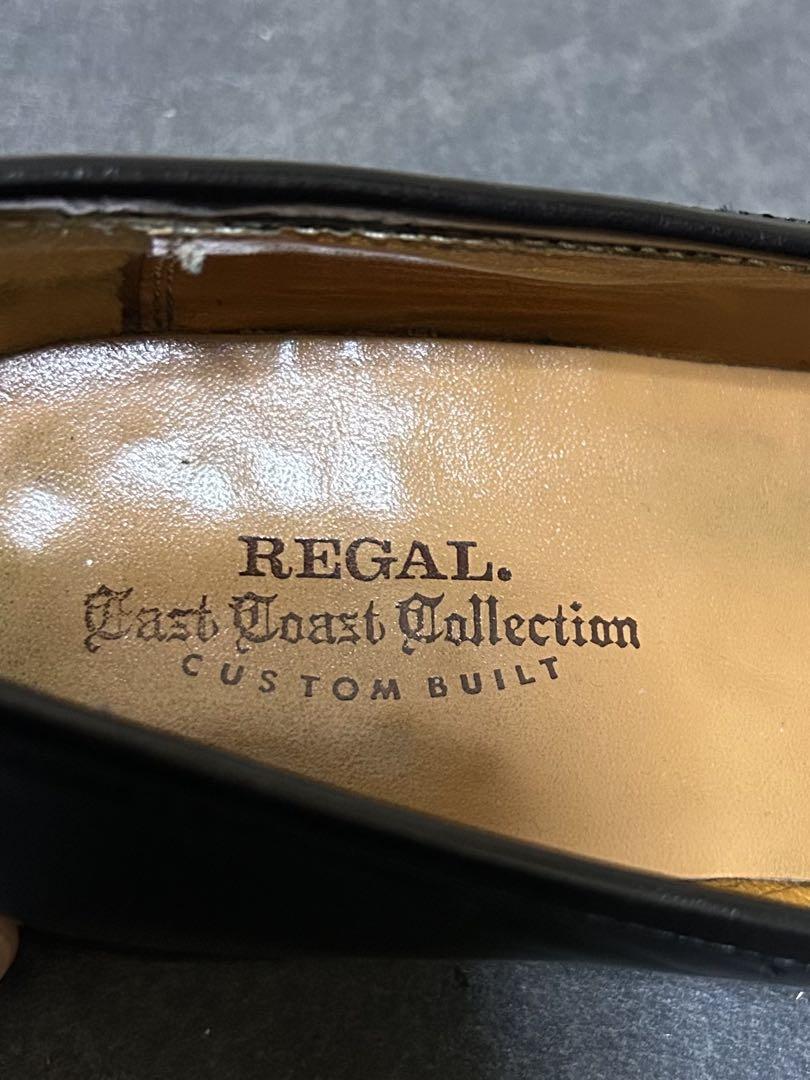 REGAL.
East Coast Collection
CUSTOM BUILT